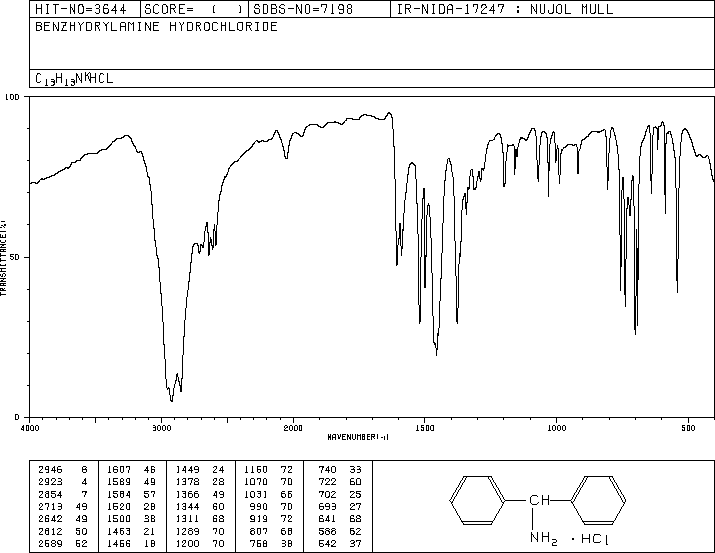 HIT-NO=3644 SCORE= ( ) SDBS-NO=7198 IR-NIDA-17247 : NUJOL MULL
BENZHYDRYLAMINE HYDROCHLORIDE
C13H13N HCL
100
50
0
TRANSMITTANCE(%)
4000 3000 2000 1500 1000 500
WAVENUMBER(-1)
2946 6 1607 46 1449 24 1160 72 740 33
2923 4 1589 49 1378 28 1070 70 722 60
2854 7 1584 57 1366 49 1031 66 702 25
2713 49 1520 28 1344 60 990 70 693 27
2642 49 1500 38 1311 68 919 72 641 68
2612 50 1463 21 1289 70 807 68 588 62
2589 52 1456 18 1200 70 758 38 542 37
CH
NH2 · HCl